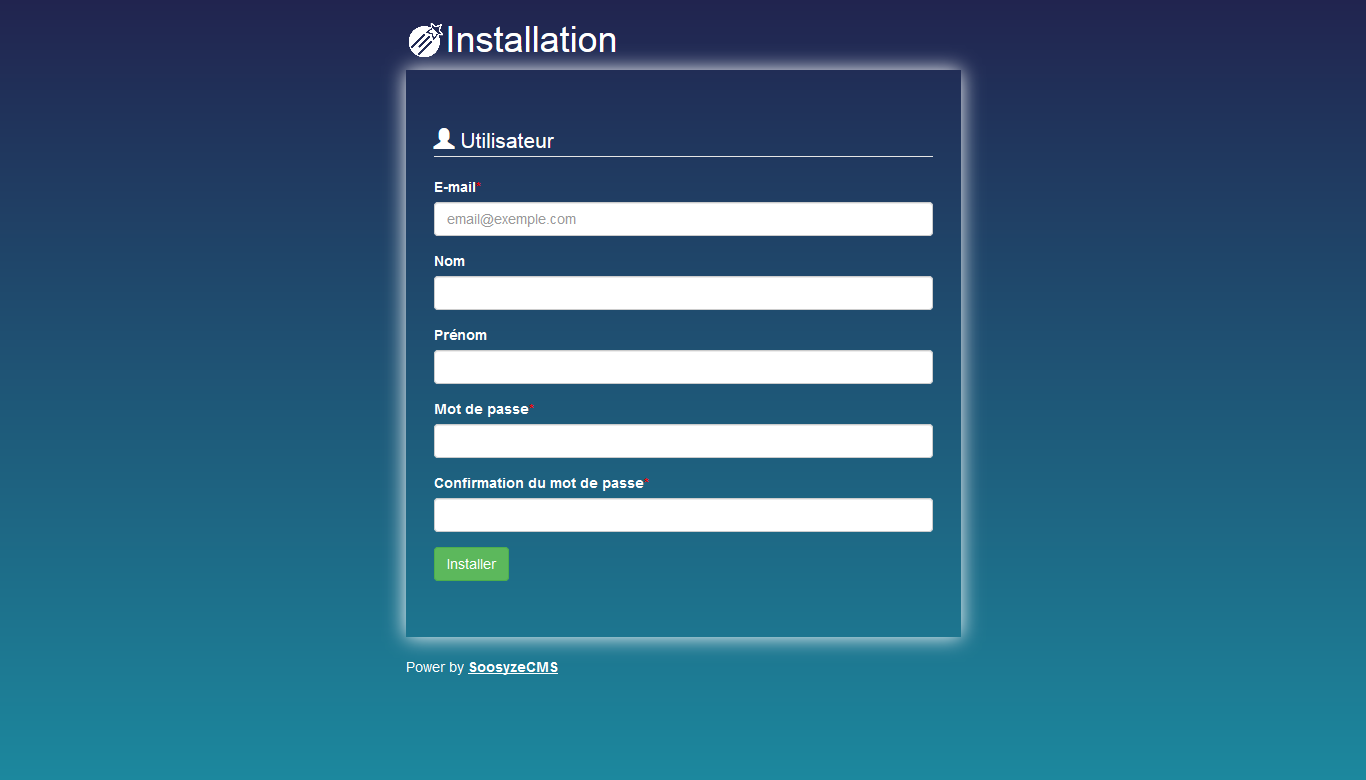 Installation
Utilisateur
E-mail*
email@exemple.com
Nom
Prénom
Mot de passe*
Confirmation du mot de passe*
Installer
Power by SoosyzeCMS